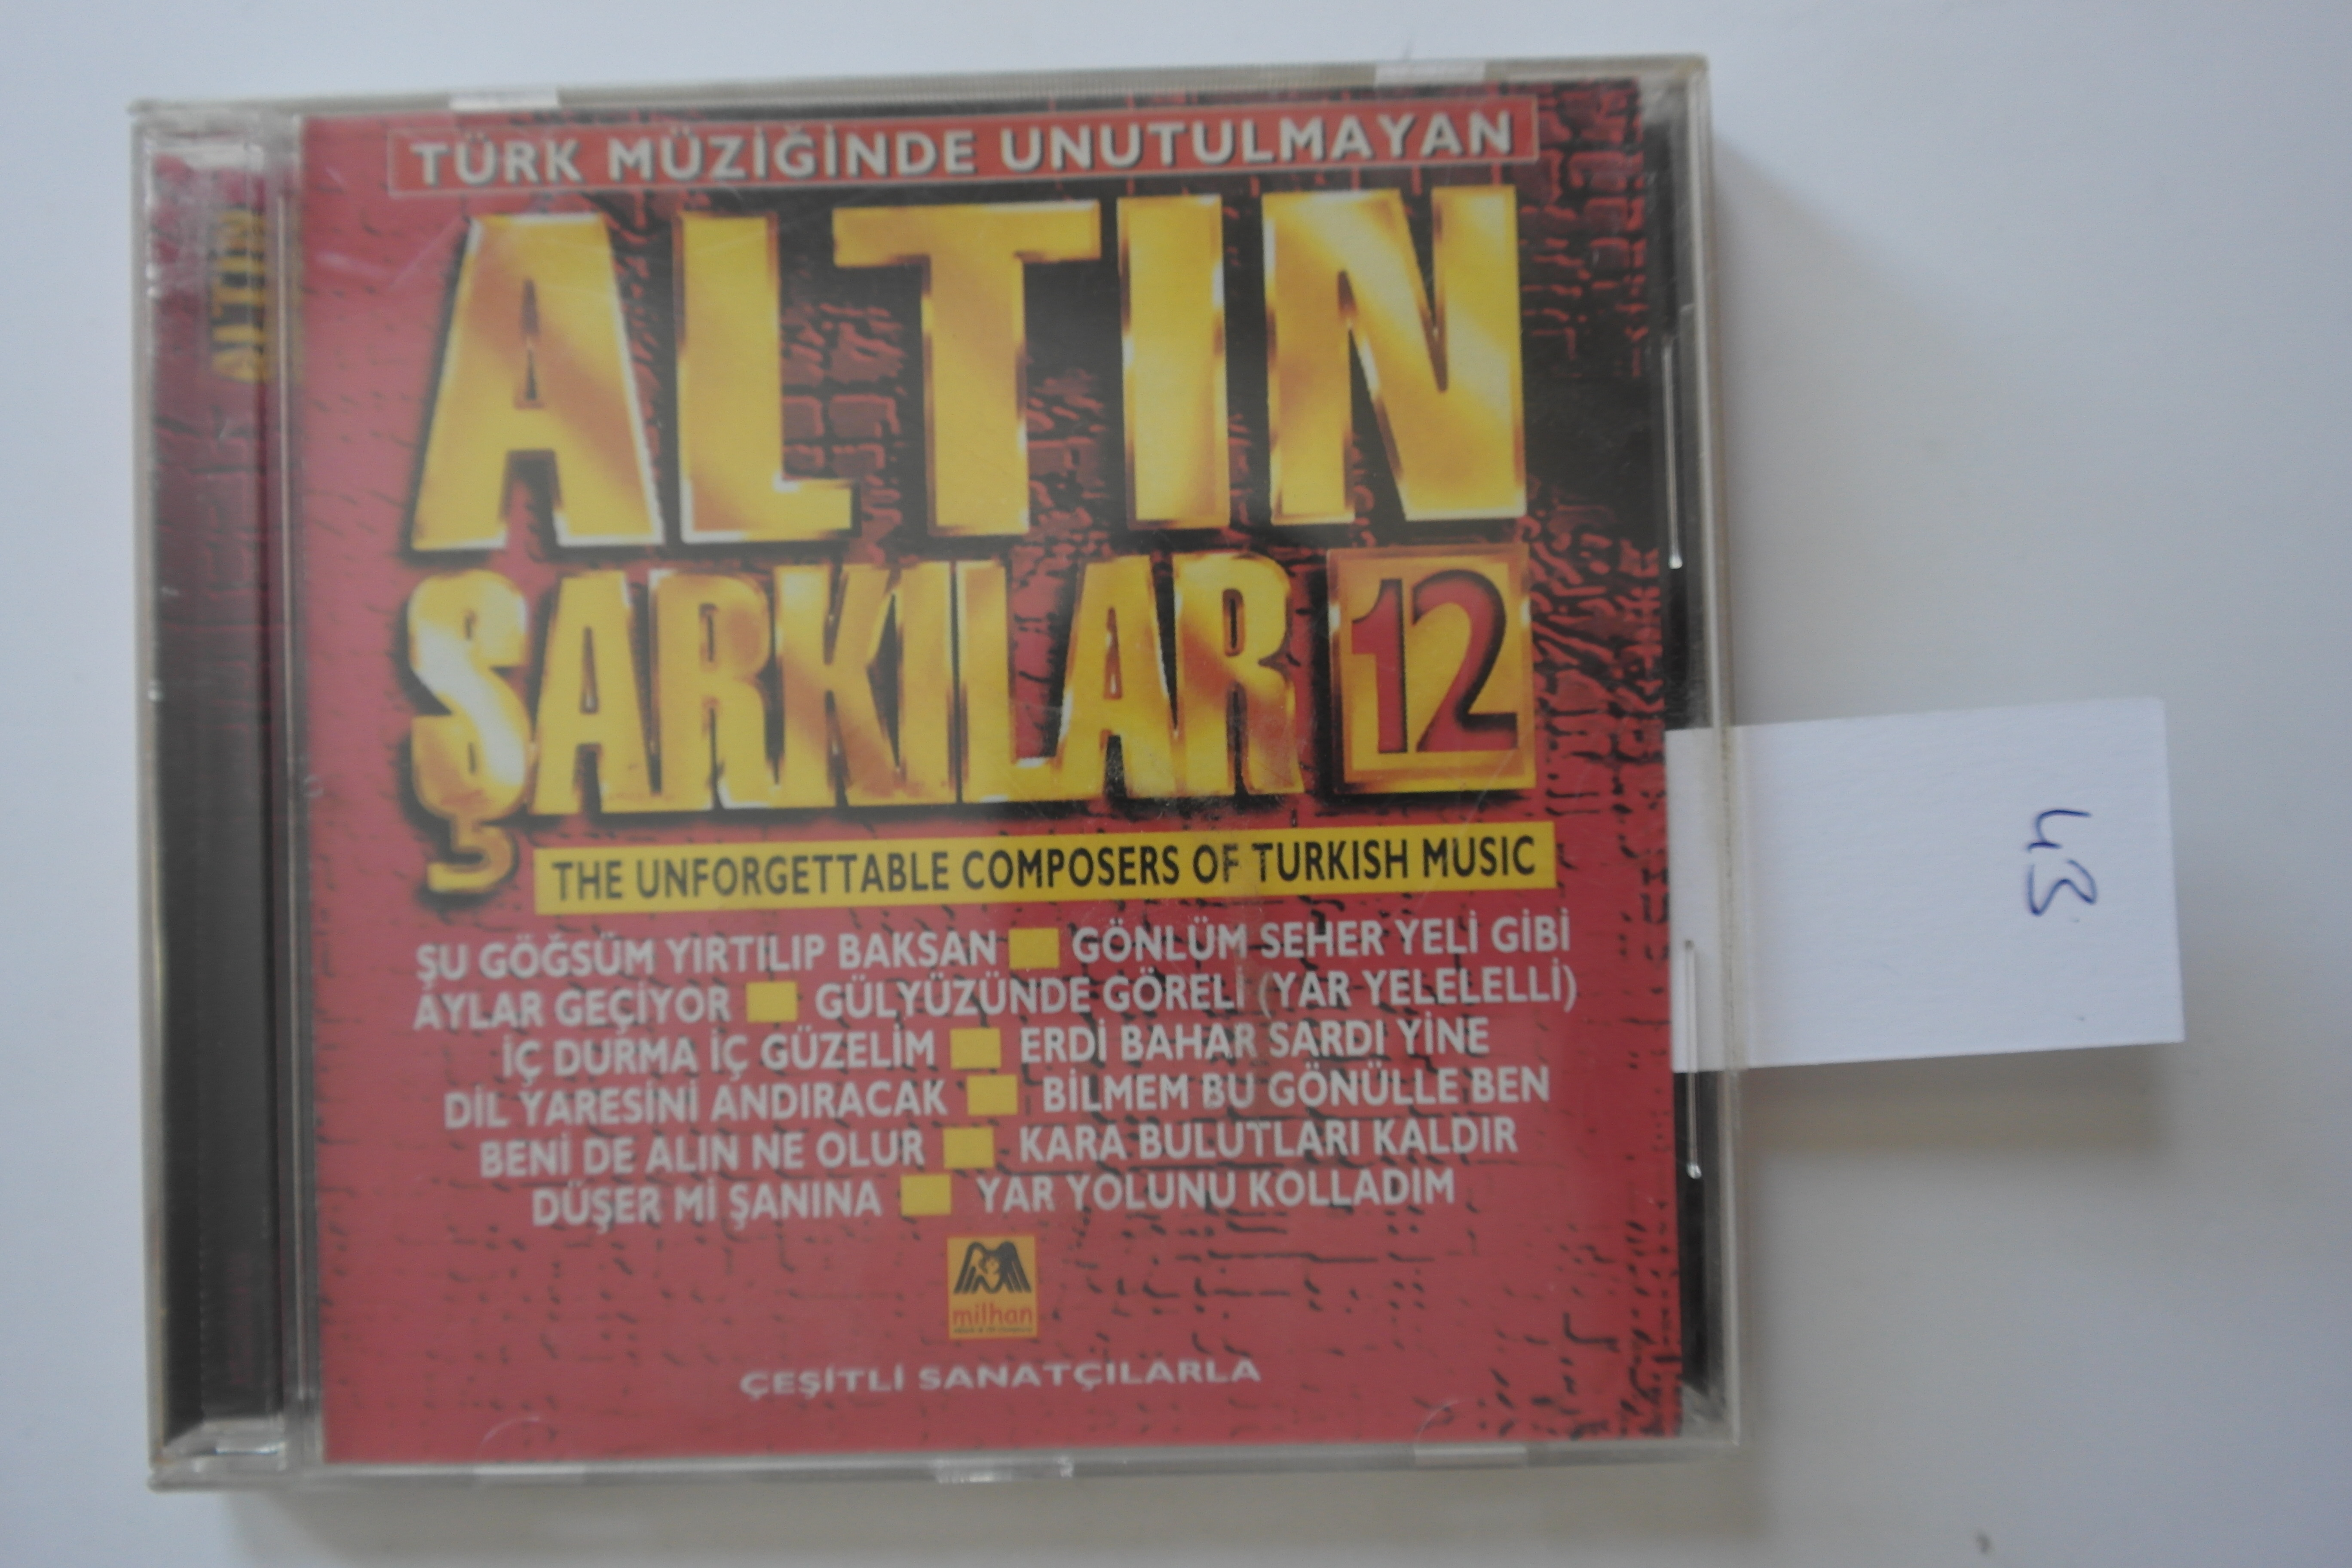 TÜRK MÜZİĞİNDE UNUTULMAYAN
ALTIN
ALTIN
ŞARKILAR 12
THE UNFORGETTABLE COMPOSERS OF TURKISH MUSIC
ŞU GÖĞSÜM YIRTILIP BAKSAN GÖNLÜM SEHER YELİ GİBİ
AYLAR GEÇİYOR GÜLYÜZÜNDE GÖRELİ (YAR YELELELLİ)
İÇ DURMA İÇ GÜZELİM ERDİ BAHAR SARDI YİNE
DİL YARESİNİ ANDIRACAK BİLMEM BU GÖNÜLLE BEN
BENİ DE ALIN NE OLUR KARA BULUTLARI KALDIR
DÜŞER Mİ ŞANINA YAR YOLUNU KOLLADIM
milhan
ÇEŞİTLİ SANATÇILARLA
43